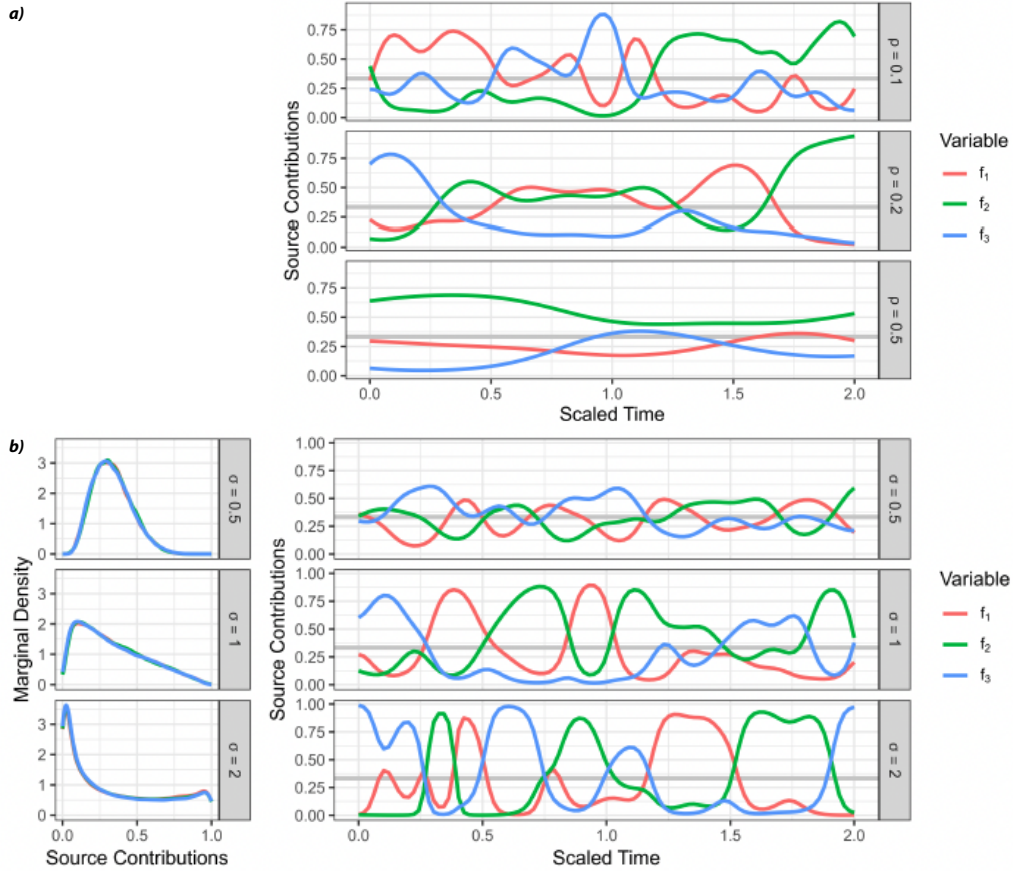 a)
Source Contributions
0.75
0.50
0.25
0.00
ρ = 0.1
0.75
0.50
0.25
0.00
ρ = 0.2
0.75
0.50
0.25
0.00
ρ = 0.5
0.0 0.5 1.0 1.5 2.0
Scaled Time
Variable
f1
f2
f3
b)
Marginal Density
3
2
1
0
σ = 0.5
3
2
1
0
σ = 1
3
2
1
0
σ = 2
0.0 0.5 1.0
Source Contributions
Source Contributions
1.00
0.75
0.50
0.25
0.00
σ = 0.5
1.00
0.75
0.50
0.25
0.00
σ = 1
1.00
0.75
0.50
0.25
0.00
σ = 2
0.0 0.5 1.0 1.5 2.0
Scaled Time
Variable
f1
f2
f3